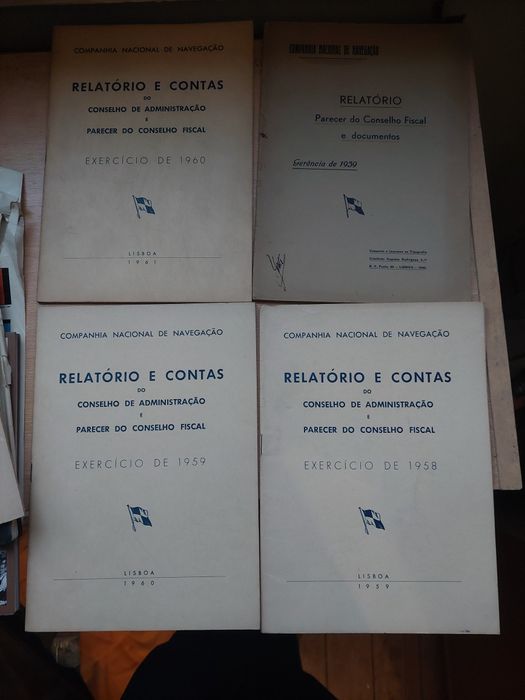 COMPANHIA NACIONAL DE NAVEGAÇÃO
RELATÓRIO E CONTAS
DO
CONSELHO DE ADMINISTRAÇÃO
E
PARECER DO CONSELHO FISCAL
EXERCÍCIO DE 1960
LISBOA
1961
COMPANHIA NACIONAL DE NAVEGAÇÃO
RELATÓRIO
Parecer do Conselho Fiscal
e documentos
Gerência de 1959
COMPANHIA NACIONAL DE NAVEGAÇÃO
RELATÓRIO E CONTAS
DO
CONSELHO DE ADMINISTRAÇÃO
E
PARECER DO CONSELHO FISCAL
EXERCÍCIO DE 1959
LISBOA
1960
COMPANHIA NACIONAL DE NAVEGAÇÃO
RELATÓRIO E CONTAS
DO
CONSELHO DE ADMINISTRAÇÃO
E
PARECER DO CONSELHO FISCAL
EXERCÍCIO DE 1958
LISBOA
1959